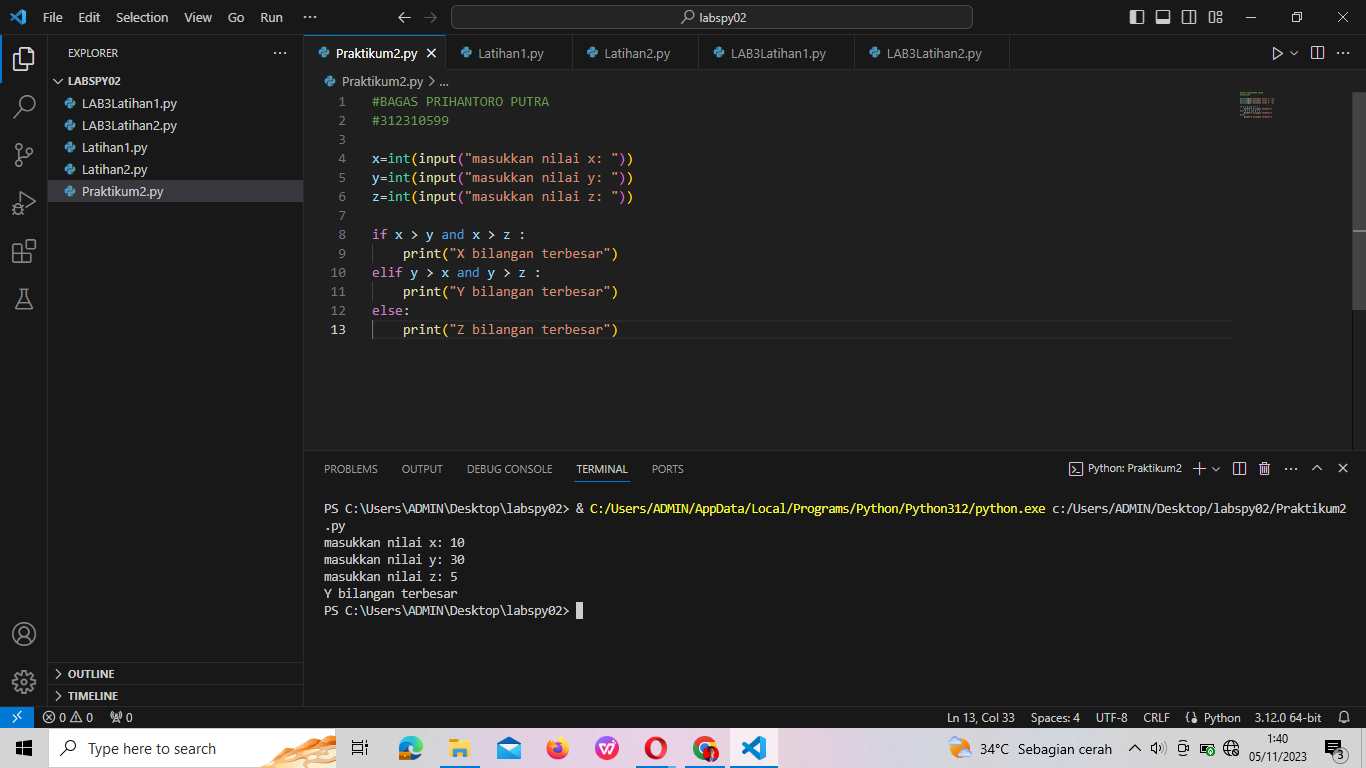 File Edit Selection View Go Run ··· labspy02
EXPLORER ···
LABSPY02
LAB3Latihan1.py
LAB3Latihan2.py
Latihan1.py
Latihan2.py
Praktikum2.py
OUTLINE
TIMELINE
Praktikum2.py Latihan1.py Latihan2.py LAB3Latihan1.py LAB3Latihan2.py
Praktikum2.py > ...
1 #BAGAS PRIHANTORO PUTRA
2 #312310599
3
4 x=int(input("masukkan nilai x: "))
5 y=int(input("masukkan nilai y: "))
6 z=int(input("masukkan nilai z: "))
7
8 if x > y and x > z :
9     print("X bilangan terbesar")
10 elif y > x and y > z :
11     print("Y bilangan terbesar")
12 else:
13     print("Z bilangan terbesar")
PROBLEMS OUTPUT DEBUG CONSOLE TERMINAL PORTS Python: Praktikum2
PS C:\Users\ADMIN\Desktop\labspy02> & C:/Users/ADMIN/AppData/Local/Programs/Python/Python312/python.exe c:/Users/ADMIN/Desktop/labspy02/Praktikum2
.py
masukkan nilai x: 10
masukkan nilai y: 30
masukkan nilai z: 5
Y bilangan terbesar
PS C:\Users\ADMIN\Desktop\labspy02>
0 0 0 Ln 13, Col 33 Spaces: 4 UTF-8 CRLF Python 3.12.0 64-bit
Type here to search 34°C Sebagian cerah 1:40
05/11/2023 3